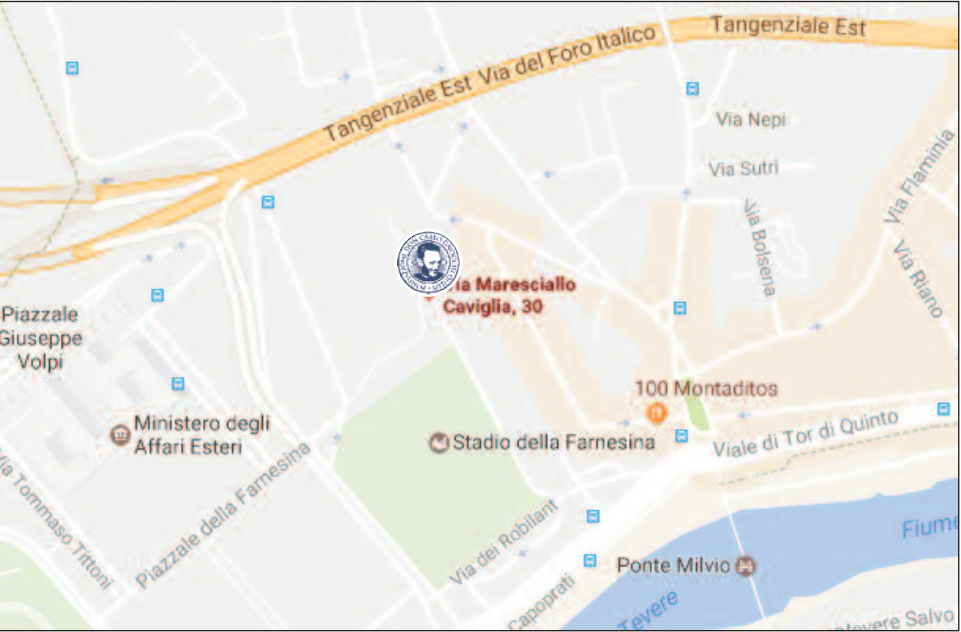 Tangenziale Est
Tangenziale Est Via del Foro Italico
Via Nepi
Via Sutri
Via Flaminia
Via Bolsena
Via Riano
Via Maresciallo
Caviglia, 30
Piazzale
Giuseppe
Volpi
100 Montaditos
Ministero degli
Affari Esteri
Stadio della Farnesina
Viale di Tor di Quinto
Via Tommaso Tittoni
Piazzale della Farnesina
Via dei Robilant
Fiume
Ponte Milvio
Capoprati
Tevere
Salvo